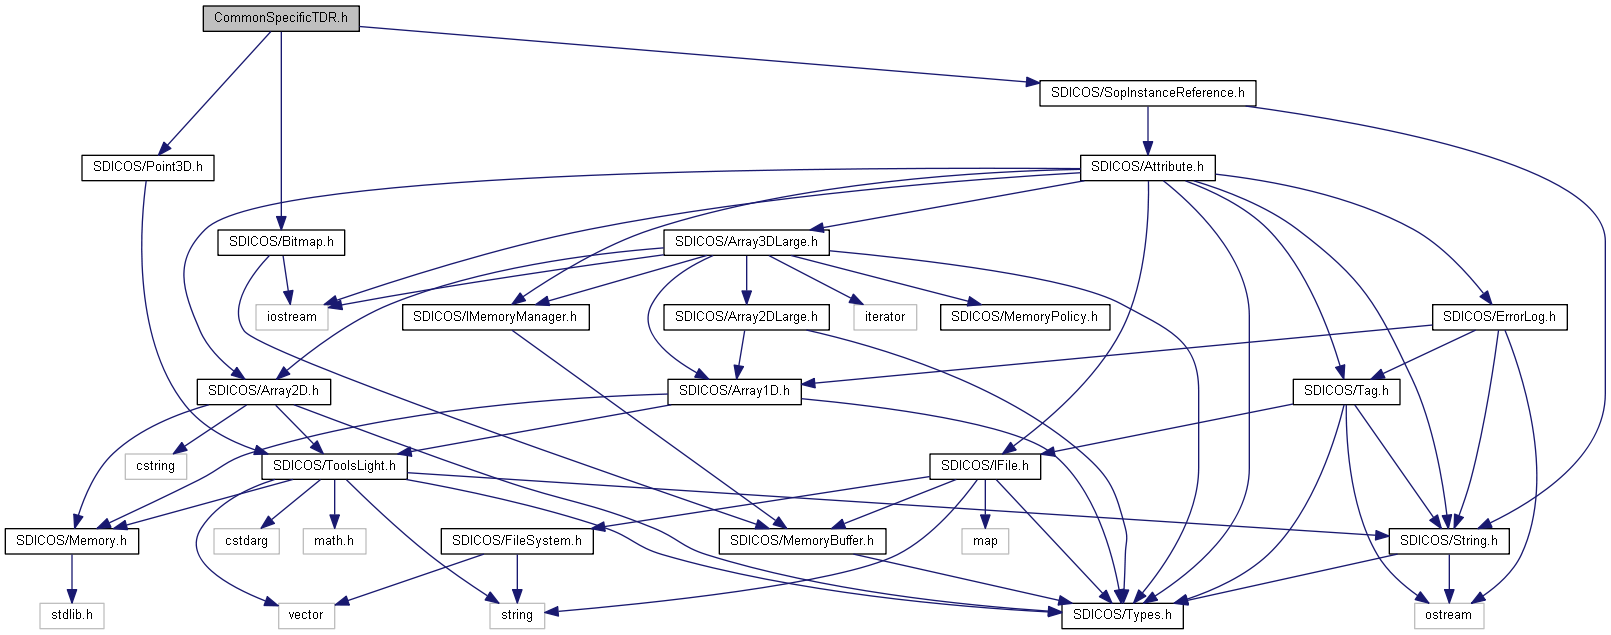 CommonSpecificTDR.h
SDICOS/SopInstanceReference.h
SDICOS/Point3D.h
SDICOS/Attribute.h
SDICOS/Bitmap.h
SDICOS/Array3DLarge.h
iostream
SDICOS/IMemoryManager.h
SDICOS/Array2DLarge.h
iterator
SDICOS/MemoryPolicy.h
SDICOS/ErrorLog.h
SDICOS/Array2D.h
SDICOS/Array1D.h
SDICOS/Tag.h
cstring
SDICOS/ToolsLight.h
SDICOS/IFile.h
SDICOS/Memory.h
cstdarg
math.h
SDICOS/FileSystem.h
SDICOS/MemoryBuffer.h
map
SDICOS/String.h
stdlib.h
vector
string
SDICOS/Types.h
ostream